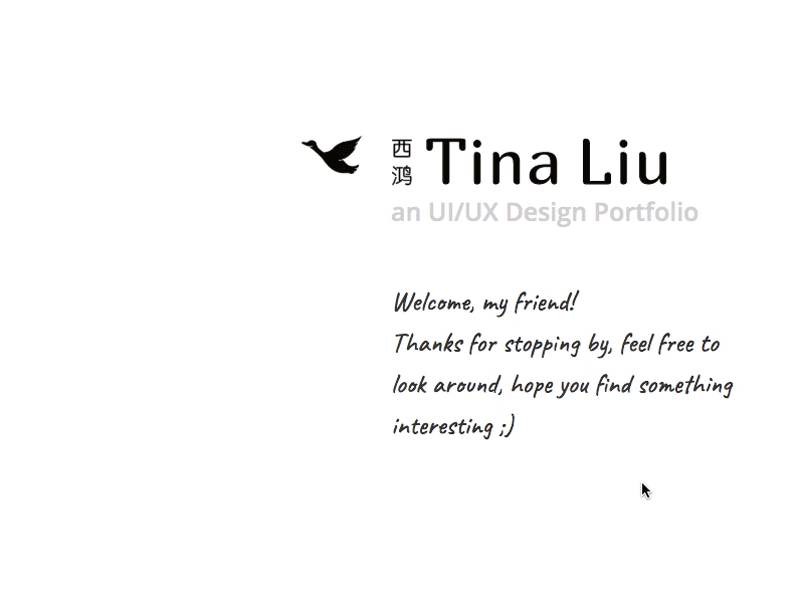 西鸿
Tina Liu
an UI/UX Design Portfolio
Welcome, my friend!
Thanks for stopping by, feel free to
look around, hope you find something
interesting ;)